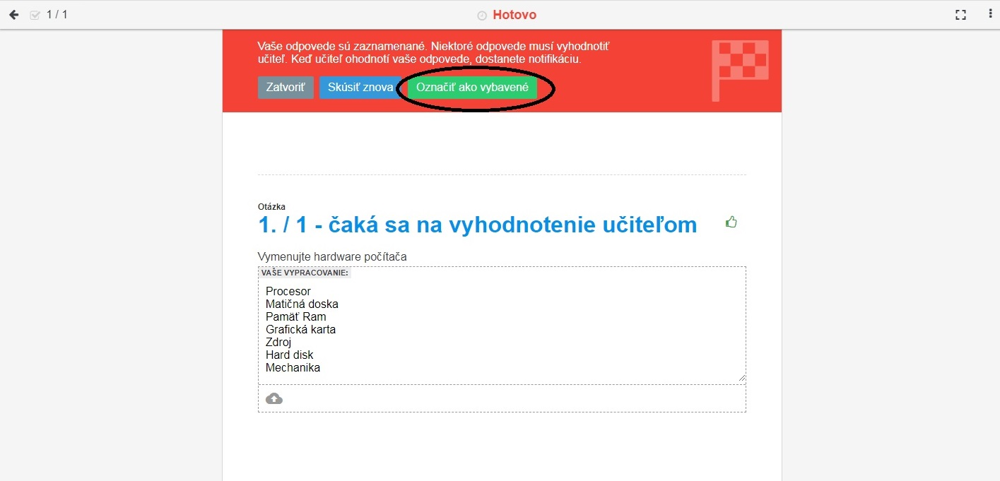 1 / 1
Hotovo
Vaše odpovede sú zaznamenané. Niektoré odpovede musí vyhodnotiť
učiteľ. Keď učiteľ ohodnotí vaše odpovede, dostanete notifikáciu.
Zatvoriť Skúsiť znova Označiť ako vybavené
Otázka
1. / 1 - čaká sa na vyhodnotenie učiteľom
Vymenujte hardware počítača
VAŠE VYPRACOVANIE:
Procesor
Matičná doska
Pamäť Ram
Grafická karta
Zdroj
Hard disk
Mechanika